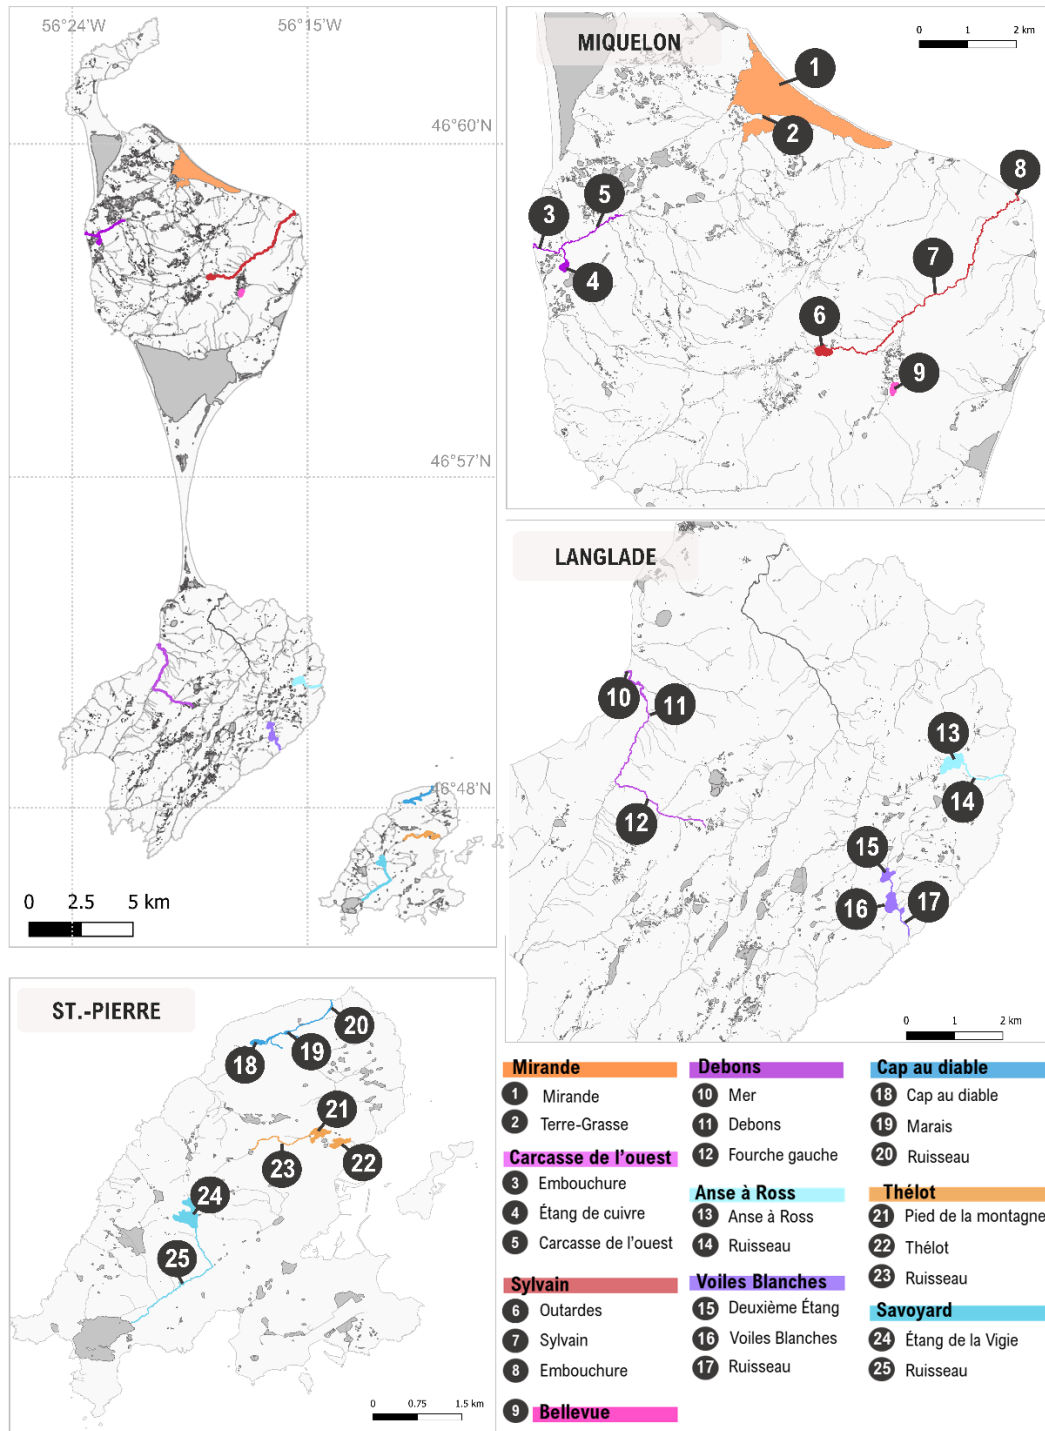 56°24'W
56°15'W
46°60'N
46°57'N
46°48'N
0 2.5 5 km
MIQUELON
0 1 2 km
1
2
3
4
5
6
7
8
9
LANGLADE
10
11
12
13
14
15
16
17
0 1 2 km
ST.-PIERRE
18
19
20
21
22
23
24
25
0 0.75 1.5 km
Mirande
1 Mirande
2 Terre-Grasse
Carcasse de l'ouest
3 Embouchure
4 Étang de cuivre
5 Carcasse de l'ouest
Sylvain
6 Outardes
7 Sylvain
8 Embouchure
9 Bellevue
Debons
10 Mer
11 Debons
12 Fourche gauche
Anse à Ross
13 Anse à Ross
14 Ruisseau
Voiles Blanches
15 Deuxième Étang
16 Voiles Blanches
17 Ruisseau
Cap au diable
18 Cap au diable
19 Marais
20 Ruisseau
Thélot
21 Pied de la montagne
22 Thélot
23 Ruisseau
Savoyard
24 Étang de la Vigie
25 Ruisseau